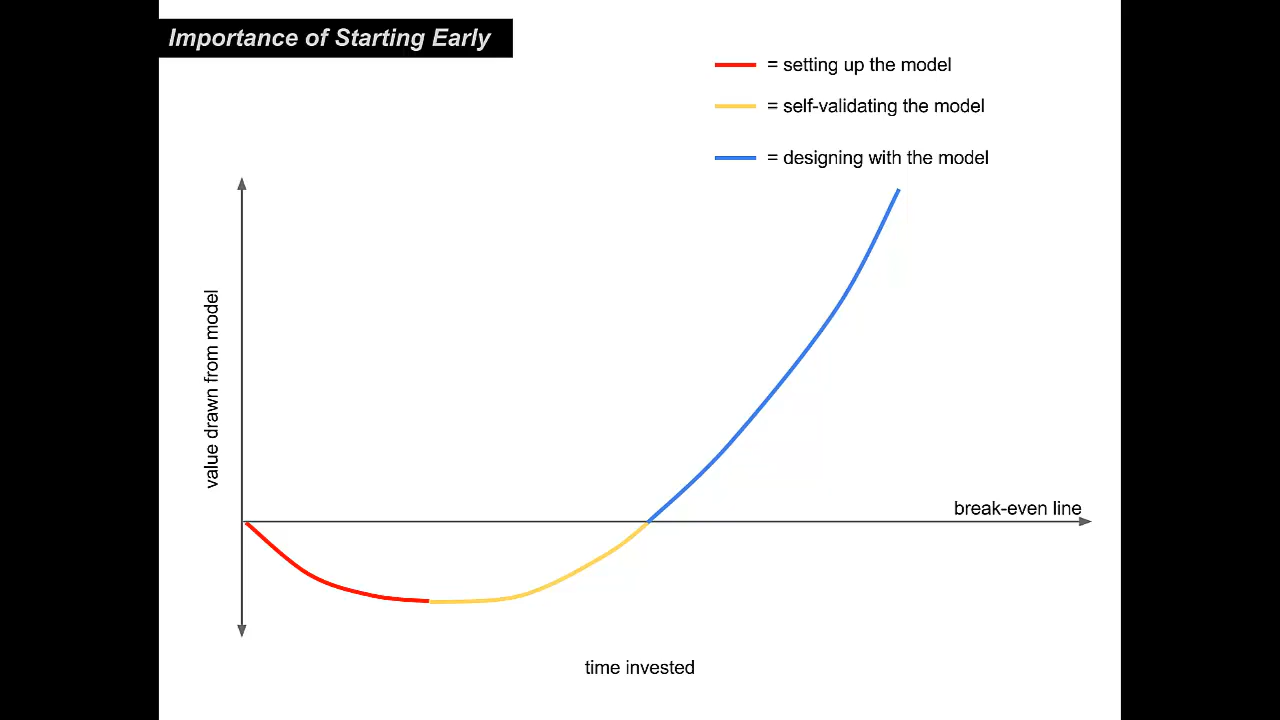 Importance of Starting Early
= setting up the model
= self-validating the model
= designing with the model
value drawn from model
break-even line
time invested